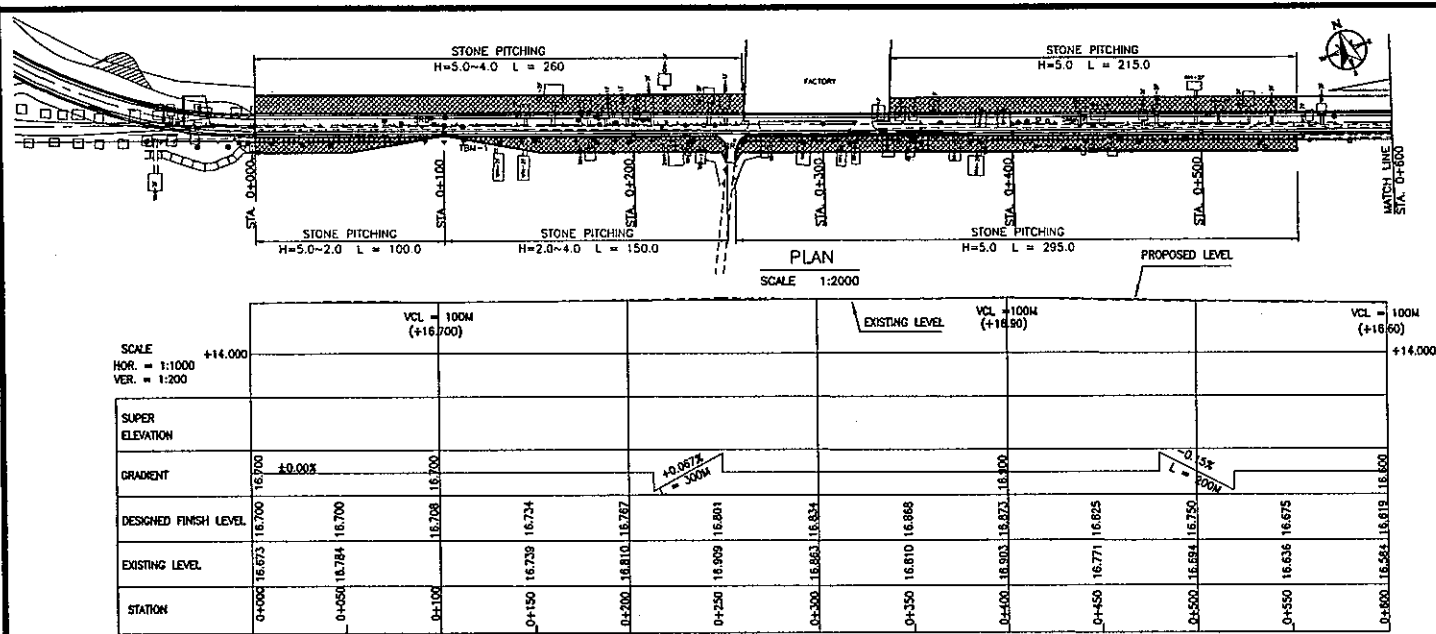 STONE PITCHING
H=5.0~4.0 L = 260
FACTORY
STONE PITCHING
H=5.0 L = 215.0
N
TBM-1
STA. 0+000
STA. 0+100
STA. 0+200
STA. 0+300
STA. 0+400
STA. 0+500
MATCH LINE
STA. 0+600
STONE PITCHING
H=5.0~2.0 L = 100.0
STONE PITCHING
H=2.0~4.0 L = 150.0
STONE PITCHING
H=5.0 L = 295.0
PLAN
SCALE 1:2000
PROPOSED LEVEL
EXISTING LEVEL
VCL = 100M
(+16.700)
VCL =100M
(+16.90)
VCL = 100M
(+16.60)
SCALE
HOR. = 1:1000
VER. = 1:200
+14.000
+14.000
SUPER
ELEVATION
GRADIENT 16.700 ±0.00% 16.700 +0.067% = 300M 16.900 -0.15% L = 200M 16.600
DESIGNED FINISH LEVEL 16.700 16.700 16.708 16.734 16.767 16.801 16.834 16.868 16.873 16.825 16.750 16.675 16.619
EXISTING LEVEL 16.673 16.784 16.739 16.810 16.909 16.863 16.810 16.903 16.771 16.694 16.636 16.584
STATION 0+000 0+050 0+100 0+150 0+200 0+250 0+300 0+350 0+400 0+450 0+500 0+550 0+600